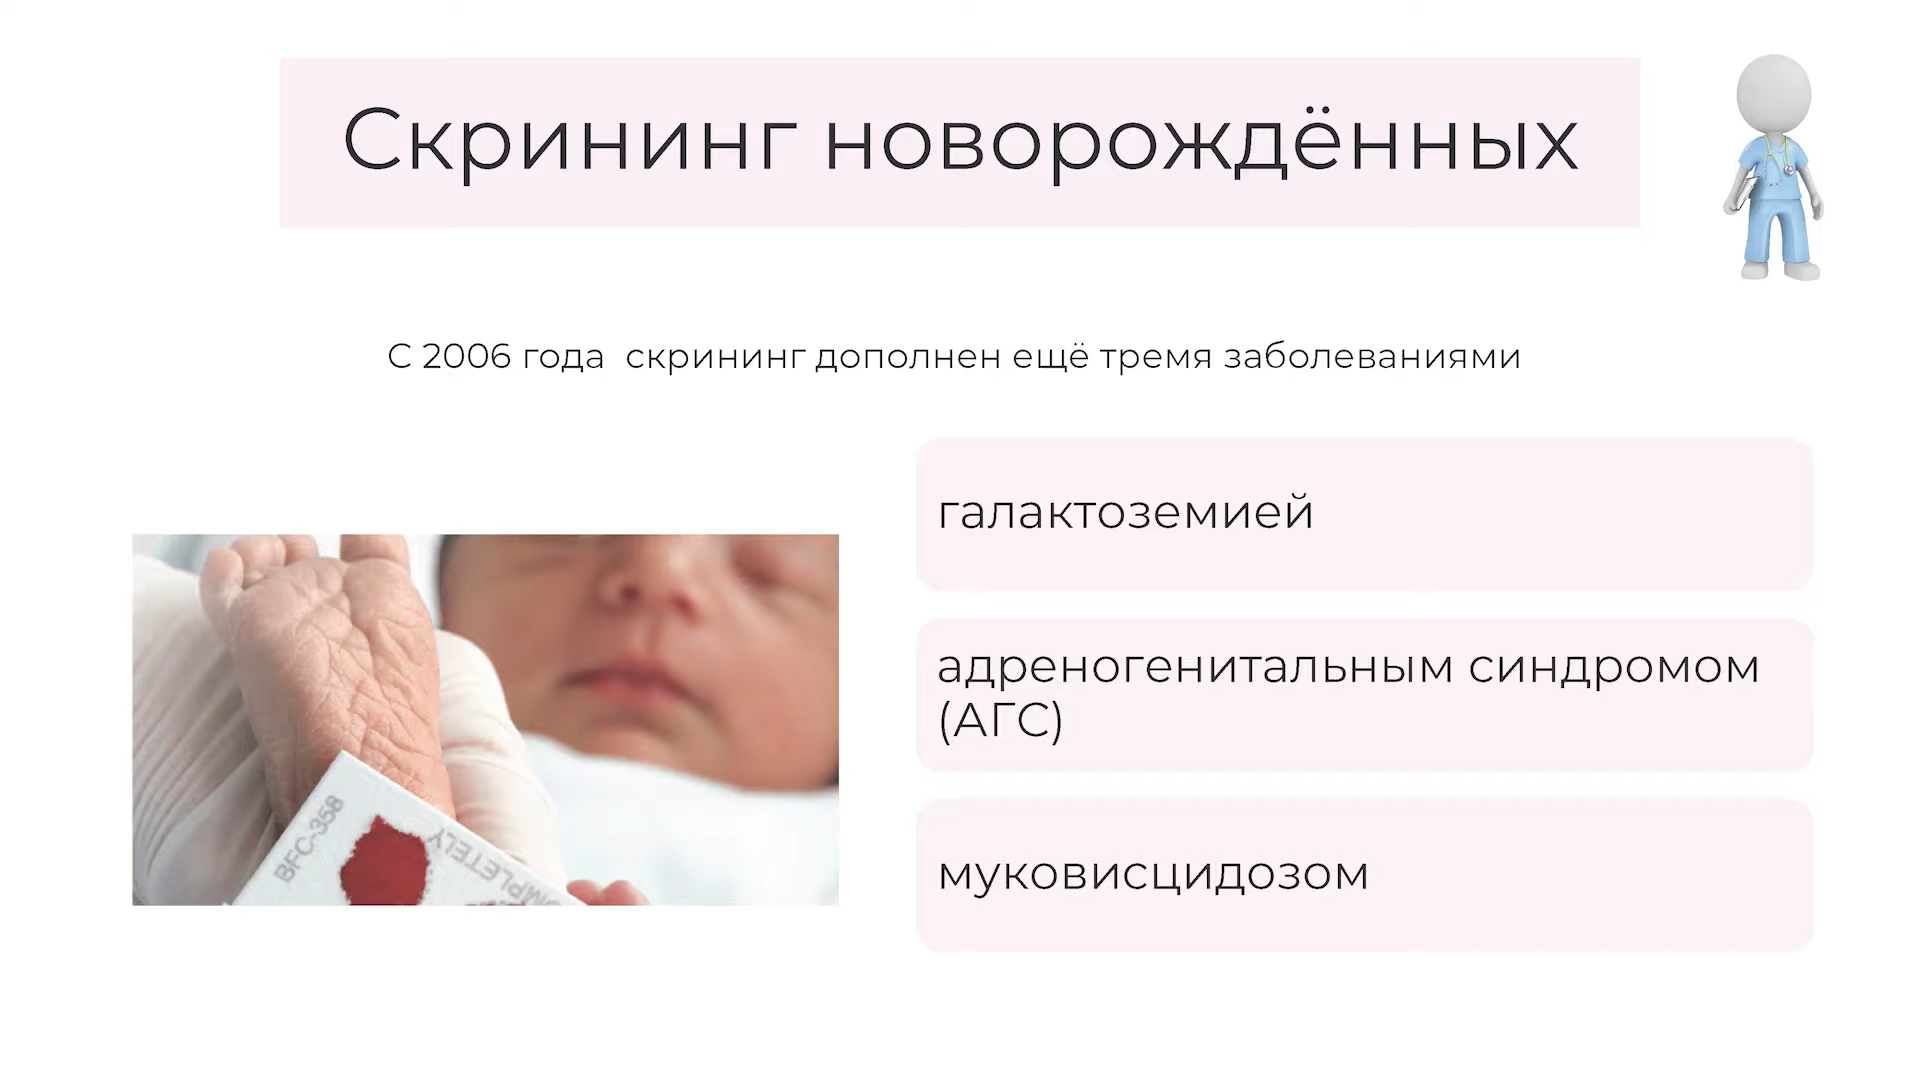 Скрининг новорождённых
С 2006 года скрининг дополнен ещё тремя заболеваниями
галактоземией
адреногенитальным синдромом
(АГС)
муковисцидозом
BFC-358